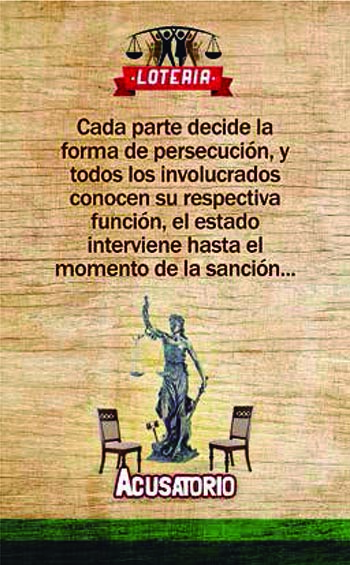 LOTERIA
Cada parte decide la
forma de persecución, y
todos los involucrados
conocen su respectiva
función, el estado
interviene hasta el
momento de la sanción...
ACUSATORIO